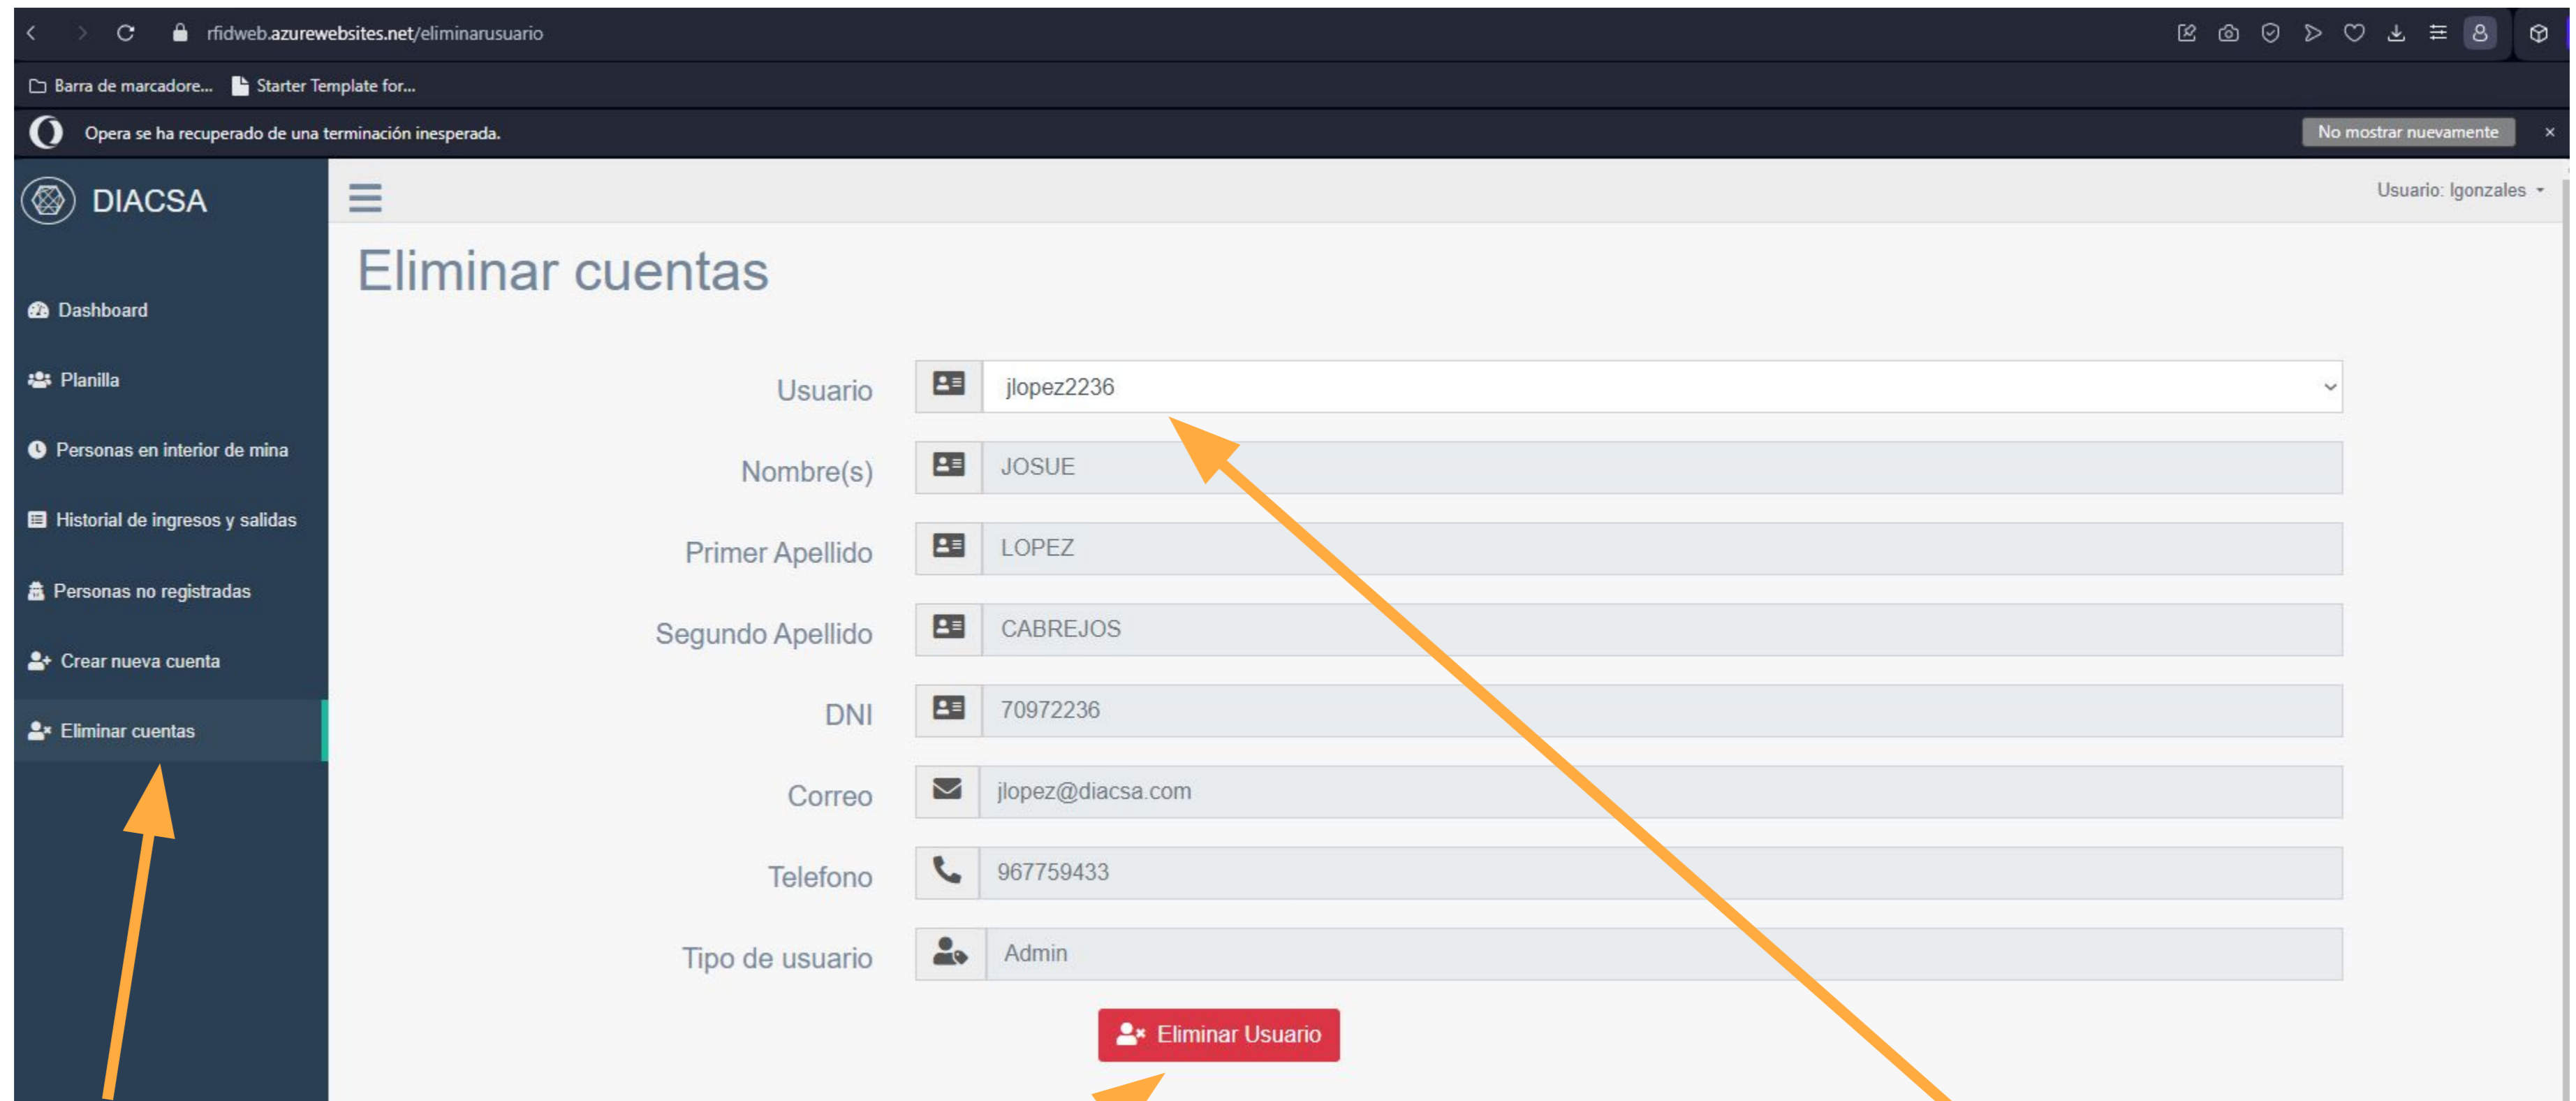 rfidweb.azurewebsites.net/eliminarusuario
Barra de marcadore... Starter Template for...
Opera se ha recuperado de una terminación inesperada. No mostrar nuevamente
DIACSA
Usuario: lgonzales
Eliminar cuentas
Dashboard
Planilla
Personas en interior de mina
Historial de ingresos y salidas
Personas no registradas
Crear nueva cuenta
Eliminar cuentas
Usuario jlopez2236
Nombre(s) JOSUE
Primer Apellido LOPEZ
Segundo Apellido CABREJOS
DNI 70972236
Correo jlopez@diacsa.com
Telefono 967759433
Tipo de usuario Admin
Eliminar Usuario